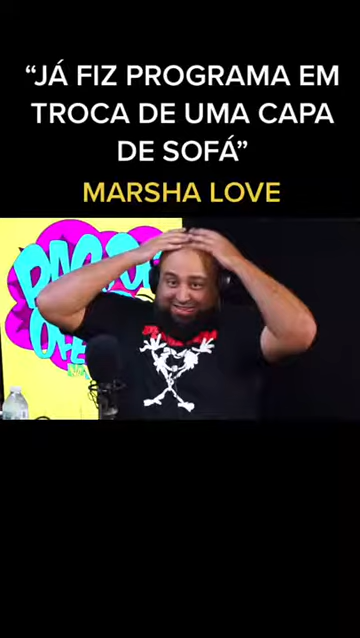 “JÁ FIZ PROGRAMA EM
TROCA DE UMA CAPA
DE SOFÁ”
MARSHA LOVE